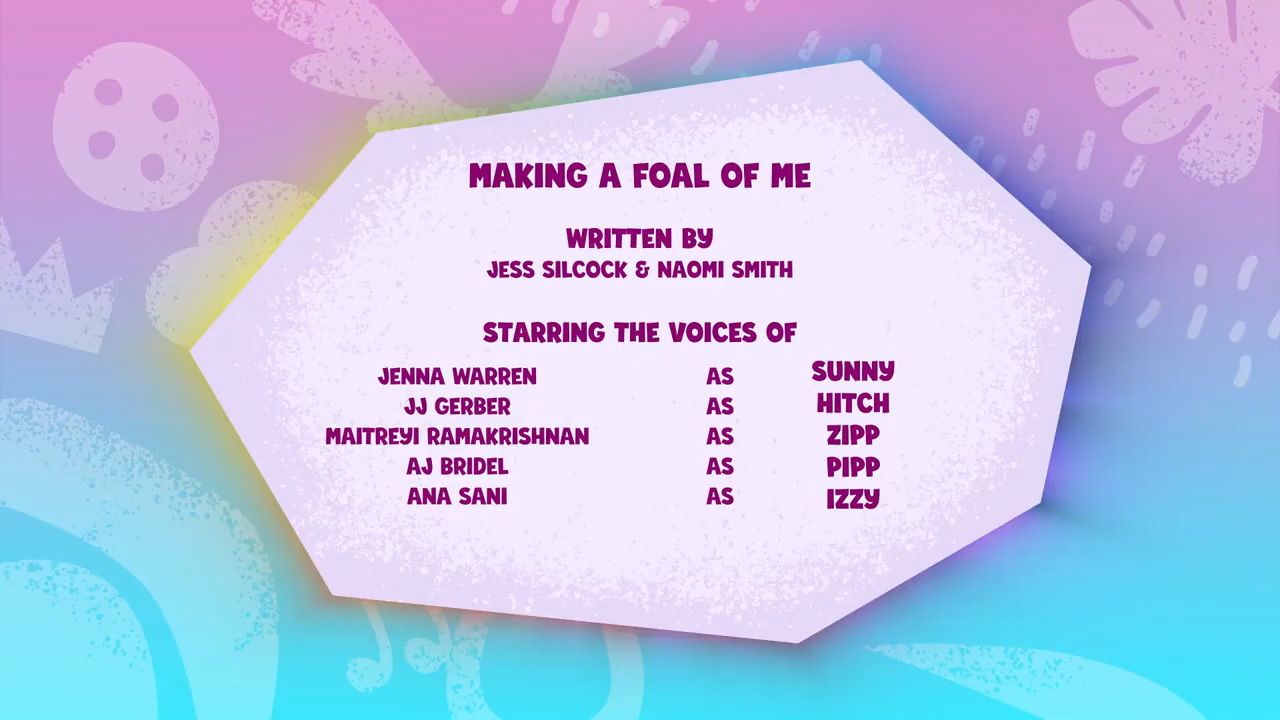 MAKING A FOAL OF ME
WRITTEN BY
JESS SILCOCK & NAOMI SMITH
STARRING THE VOICES OF
JENNA WARREN AS SUNNY
JJ GERBER AS HITCH
MAITREYI RAMAKRISHNAN AS ZIPP
AJ BRIDEL AS PIPP
ANA SANI AS IZZY